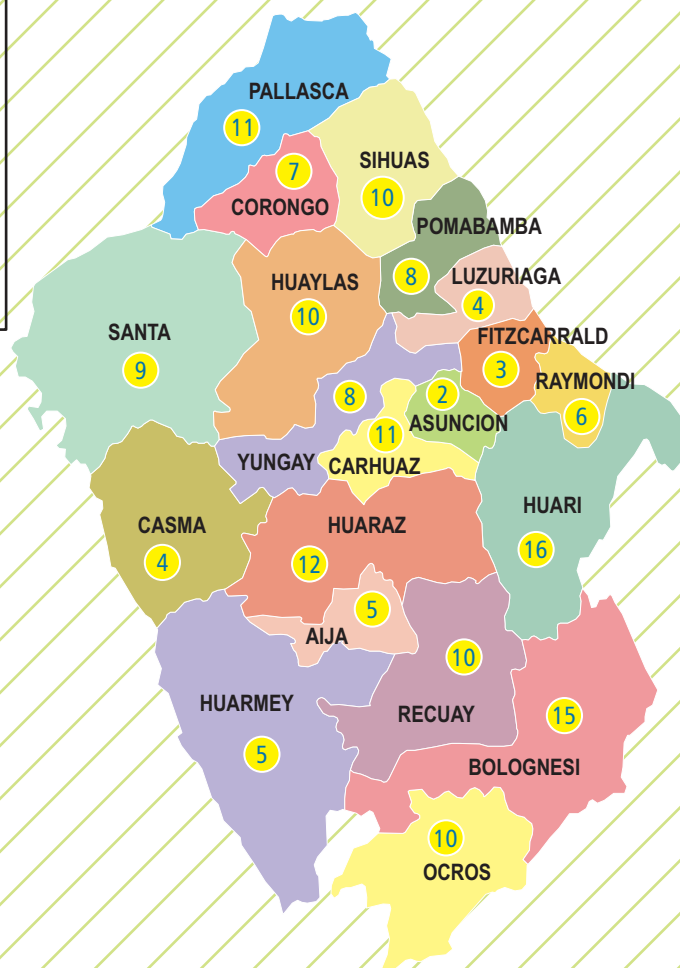 PALLASCA
11
7
CORONGO
SIHUAS
10
POMABAMBA
8
LUZURIAGA
4
HUAYLAS
10
SANTA
9
FITZCARRALD
3
RAYMONDI
6
8
YUNGAY
2
ASUNCION
11
CARHUAZ
HUARI
16
CASMA
4
HUARAZ
12
5
AIJA
10
RECUAY
HUARMEY
5
15
BOLOGNESI
10
OCROS